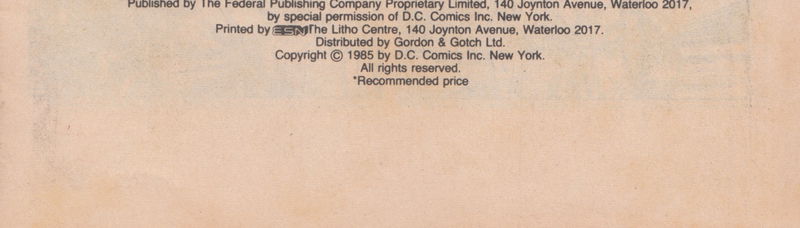 Published by The Federal Publishing Company Proprietary Limited, 140 Joynton Avenue, Waterloo 2017,
by special permission of D.C. Comics Inc. New York.
Printed by ESN The Litho Centre, 140 Joynton Avenue, Waterloo 2017.
Distributed by Gordon & Gotch Ltd.
Copyright © 1985 by D.C. Comics Inc. New York.
All rights reserved.
*Recommended price